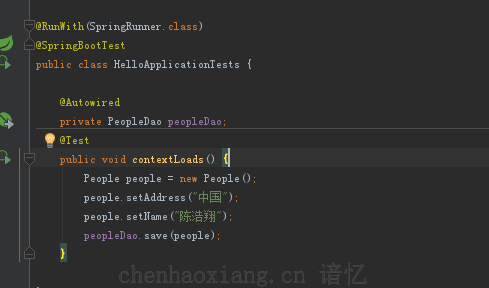 @RunWith(SpringRunner.class)
@SpringBootTest
public class HelloApplicationTests {
@Autowired
private PeopleDao peopleDao;
@Test
public void contextLoads() {
People people = new People();
people.setAddress("中国");
people.setName("陈浩翔");
peopleDao.save(people);
}
chenhaoxiang.cn 谙忆